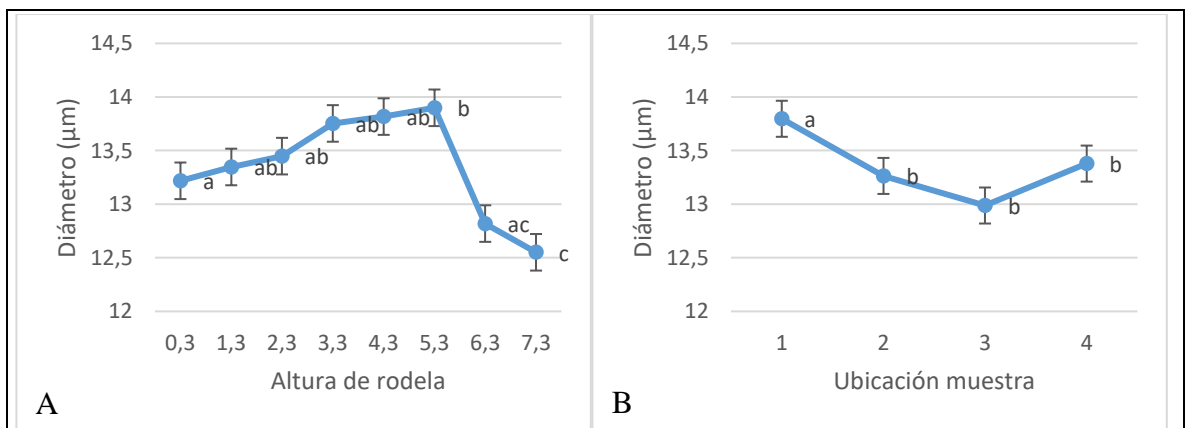 14,5
14
13,5
13
12,5
12
Diámetro (µm)
a
ab
ab
ab
ab
b
ac
c
0,3 1,3 2,3 3,3 4,3 5,3 6,3 7,3
Altura de rodela
A
14,5
14
13,5
13
12,5
12
Diámetro (µm)
a
b
b
b
1 2 3 4
Ubicación muestra
B